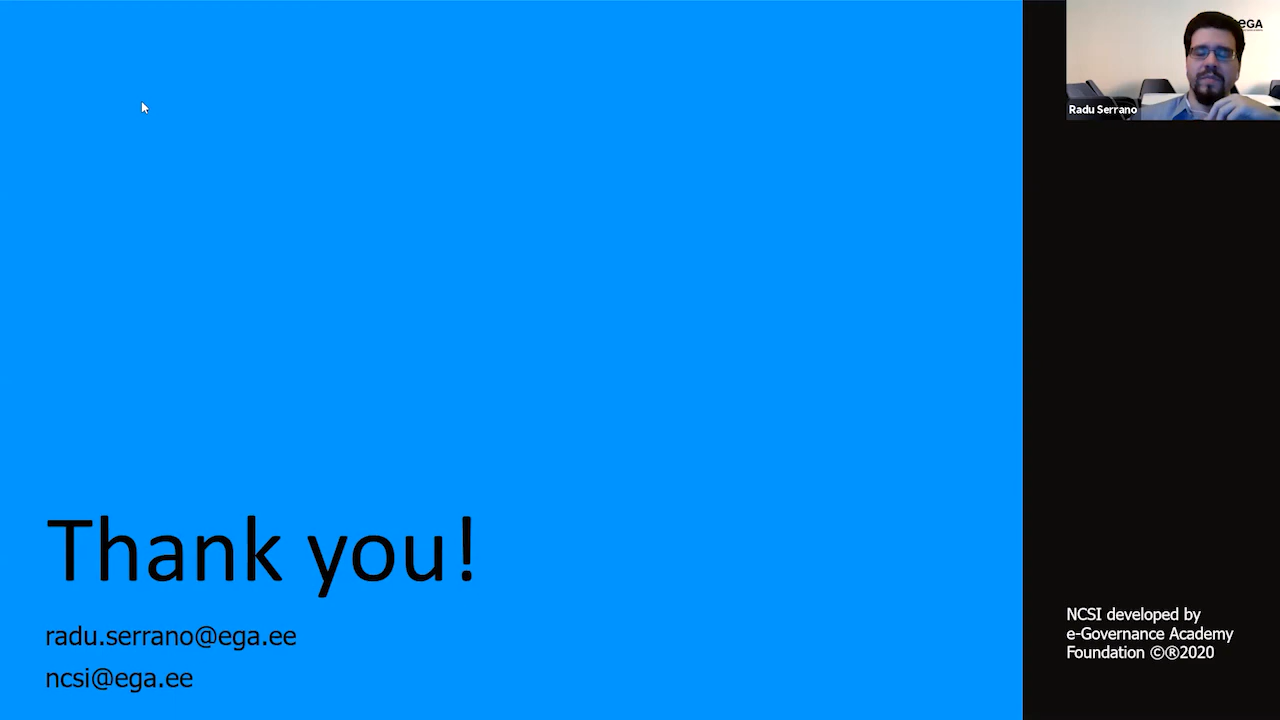 eGA
Radu Serrano
Thank you!
radu.serrano@ega.ee
ncsi@ega.ee
NCSI developed by
e-Governance Academy
Foundation ©®2020